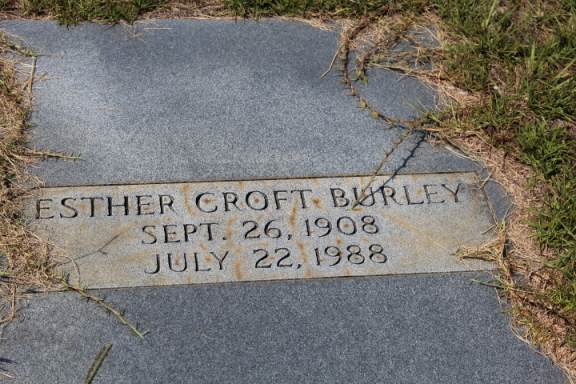 ESTHER CROFT BURLEY
SEPT. 26, 1908
JULY 22, 1988